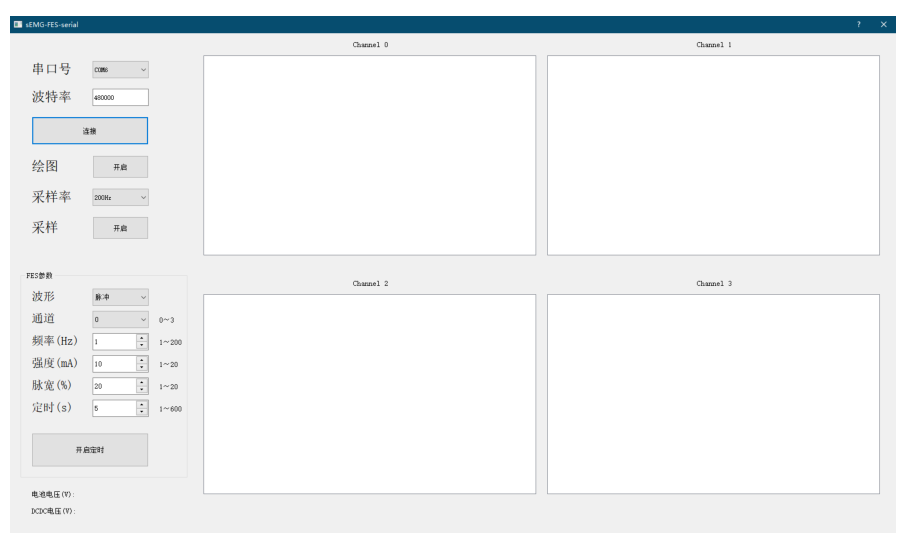 sEMG-FES-serial
Channel 0
Channel 1
串口号 COM6
波特率 480000
连接
绘图 开启
采样率 200Hz
采样 开启
Channel 2
Channel 3
FES参数
波形 脉冲
通道 0 0~3
频率(Hz) 1 1~200
强度(mA) 10 1~20
脉宽(%) 20 1~20
定时(s) 5 1~600
开启定时
电池电压(V):
DCDC电压(V):